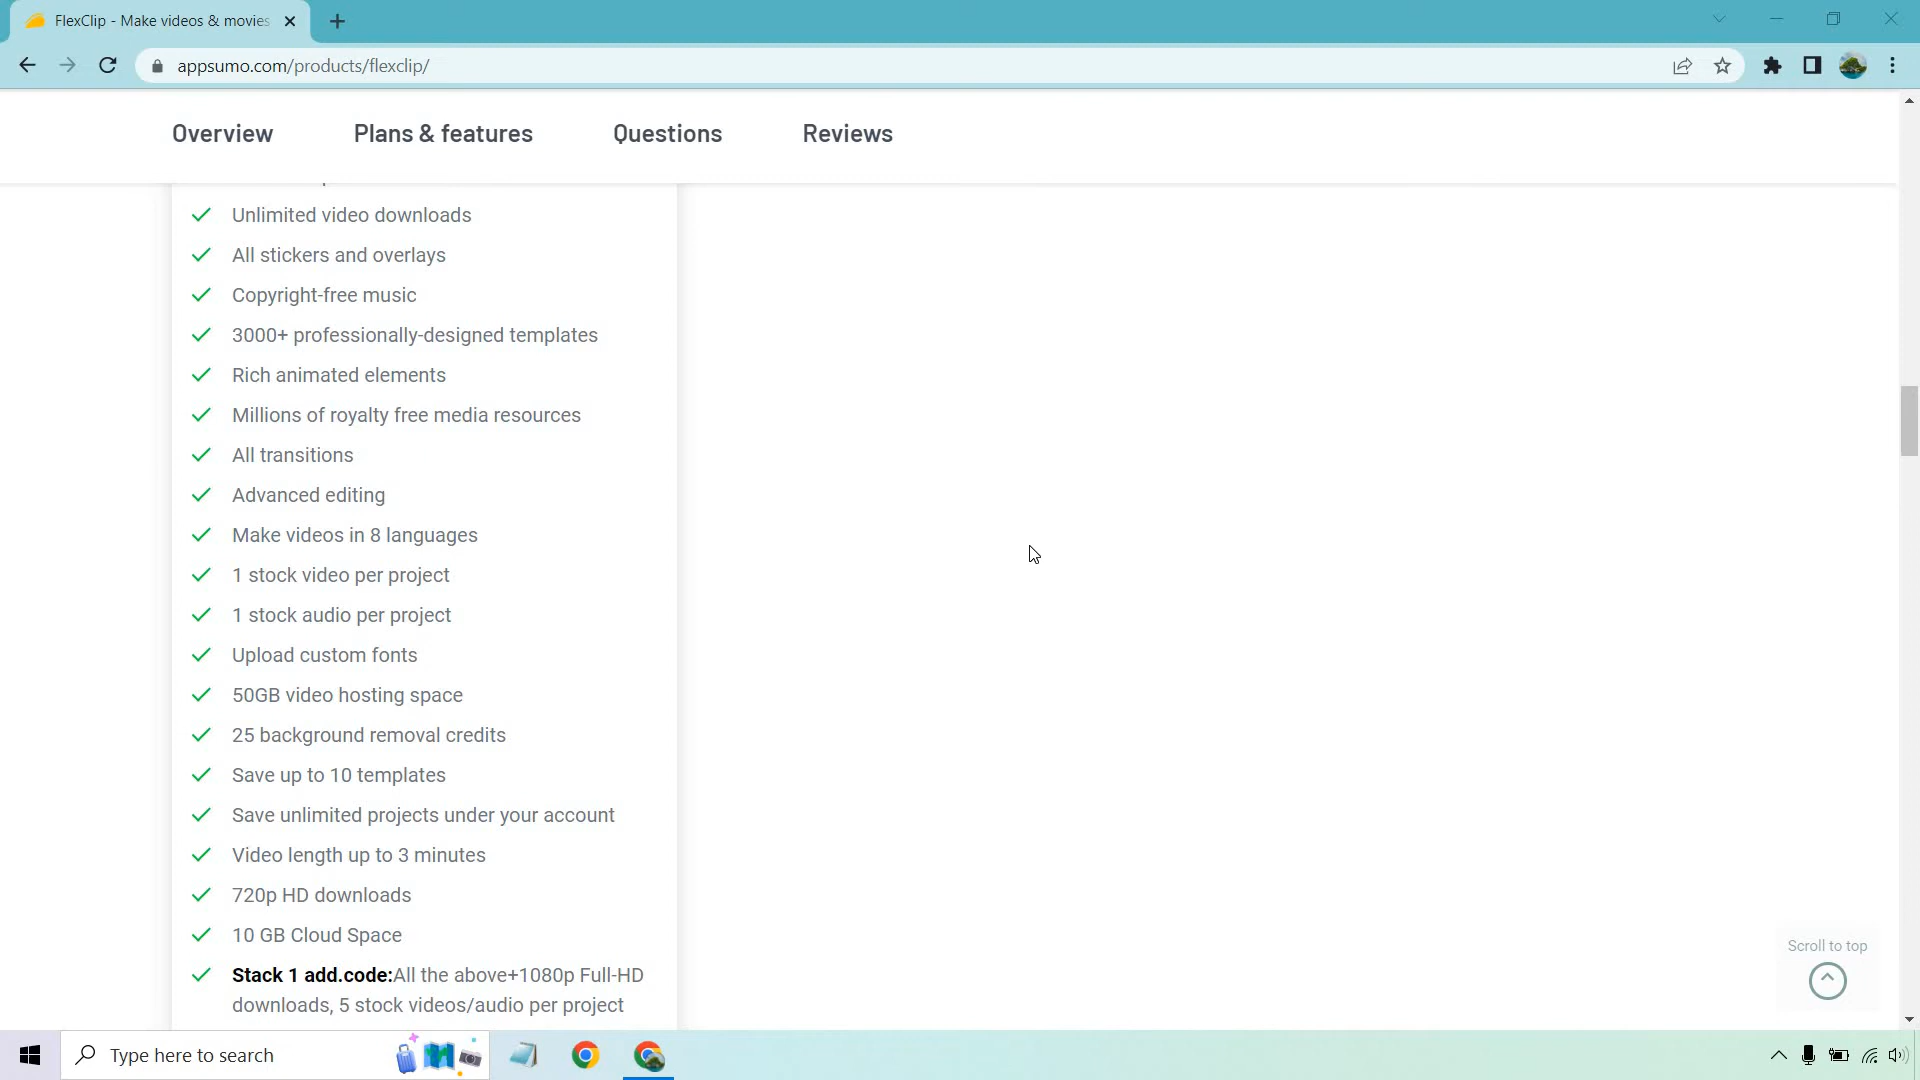 FlexClip - Make videos & movies
appsumo.com/products/flexclip/
Overview
Plans & features
Questions
Reviews
Unlimited video downloads
All stickers and overlays
Copyright-free music
3000+ professionally-designed templates
Rich animated elements
Millions of royalty free media resources
All transitions
Advanced editing
Make videos in 8 languages
1 stock video per project
1 stock audio per project
Upload custom fonts
50GB video hosting space
25 background removal credits
Save up to 10 templates
Save unlimited projects under your account
Video length up to 3 minutes
720p HD downloads
10 GB Cloud Space
Stack 1 add.code:All the above+1080p Full-HD
downloads, 5 stock videos/audio per project
Scroll to top
Type here to search